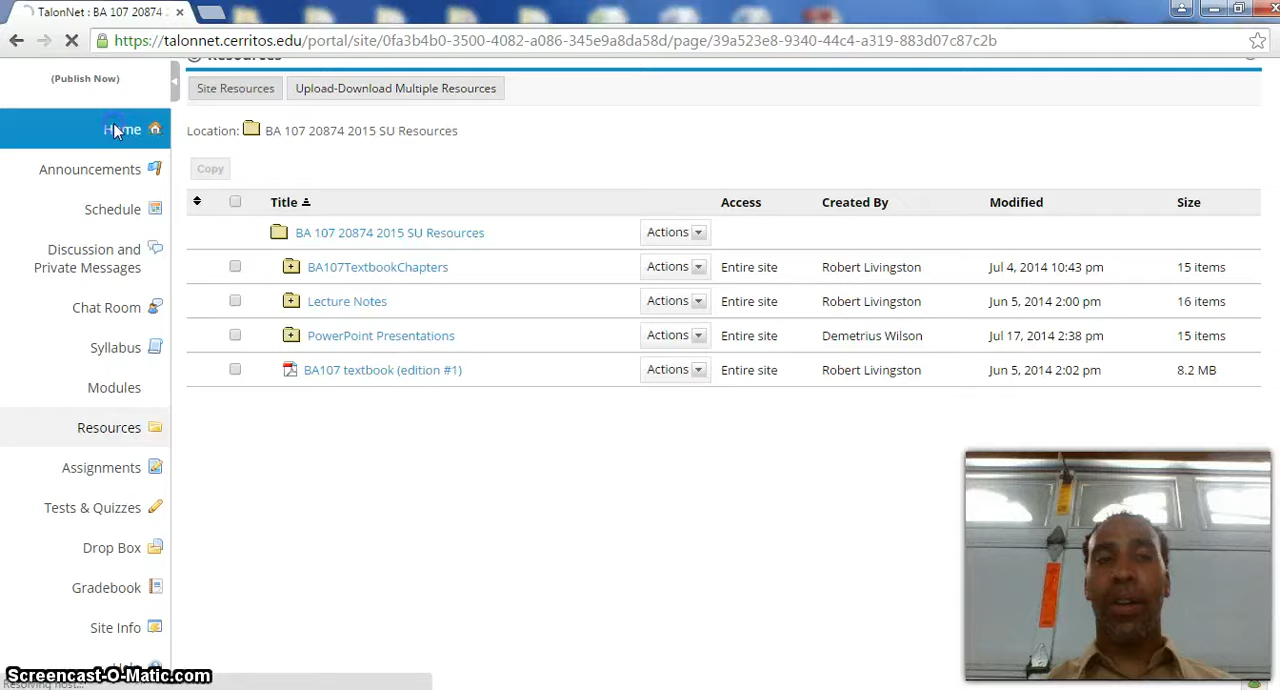 TalonNet : BA 107 20874
https://talonnet.cerritos.edu/portal/site/0fa3b4b0-3500-4082-a086-345e9a8da58d/page/39a523e8-9340-44c4-a319-883d07c87c2b
(Publish Now)
Resources
Site Resources
Upload-Download Multiple Resources
Home
Location: BA 107 20874 2015 SU Resources
Announcements
Copy
Schedule
Title Access Created By Modified Size
BA 107 20874 2015 SU Resources Actions
Discussion and
Private Messages
BA107TextbookChapters Actions Entire site Robert Livingston Jul 4, 2014 10:43 pm 15 items
Chat Room
Lecture Notes Actions Entire site Robert Livingston Jun 5, 2014 2:00 pm 16 items
Syllabus
PowerPoint Presentations Actions Entire site Demetrius Wilson Jul 17, 2014 2:38 pm 15 items
BA107 textbook (edition #1) Actions Entire site Robert Livingston Jun 5, 2014 2:02 pm 8.2 MB
Modules
Resources
Assignments
Tests & Quizzes
Drop Box
Gradebook
Site Info
Help
Screencast-O-Matic.com
Resolving host...